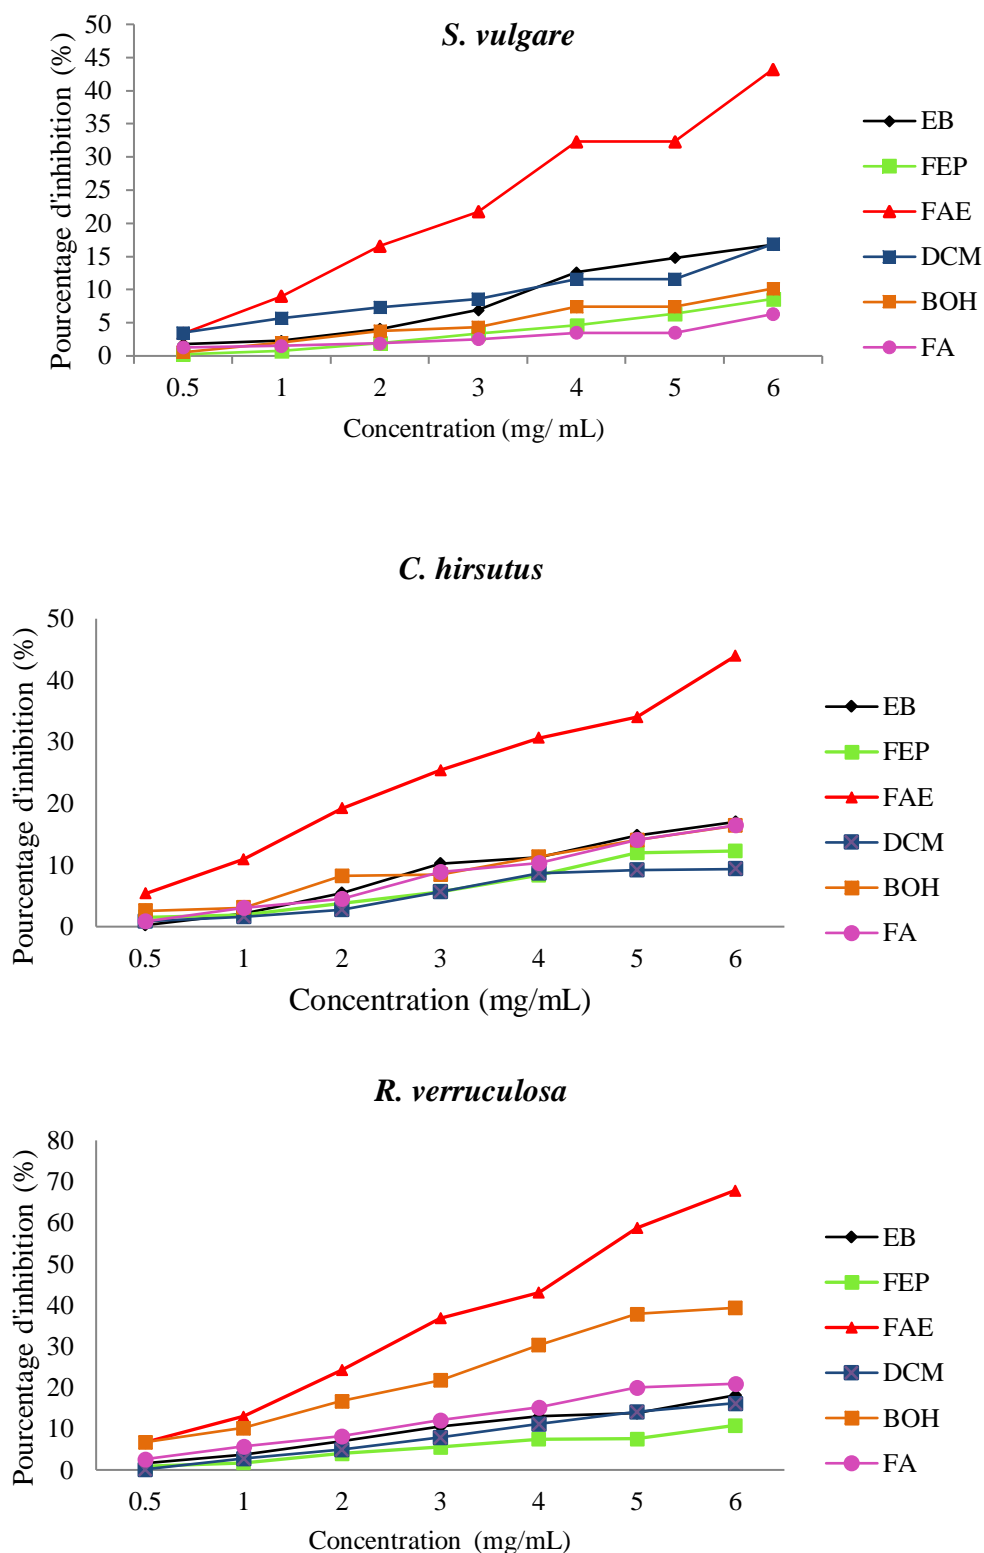 S. vulgare
Pourcentage d'inhibition (%)
50
45
40
35
30
25
20
15
10
5
0
0.5 1 2 3 4 5 6
Concentration (mg/ mL)
EB
FEP
FAE
DCM
BOH
FA
C. hirsutus
Pourcentage d'inhibition (%)
50
40
30
20
10
0
0.5 1 2 3 4 5 6
Concentration (mg/mL)
EB
FEP
FAE
DCM
BOH
FA
R. verruculosa
Pourcentage d'inhibition (%)
80
70
60
50
40
30
20
10
0
0.5 1 2 3 4 5 6
Concentration (mg/mL)
EB
FEP
FAE
DCM
BOH
FA